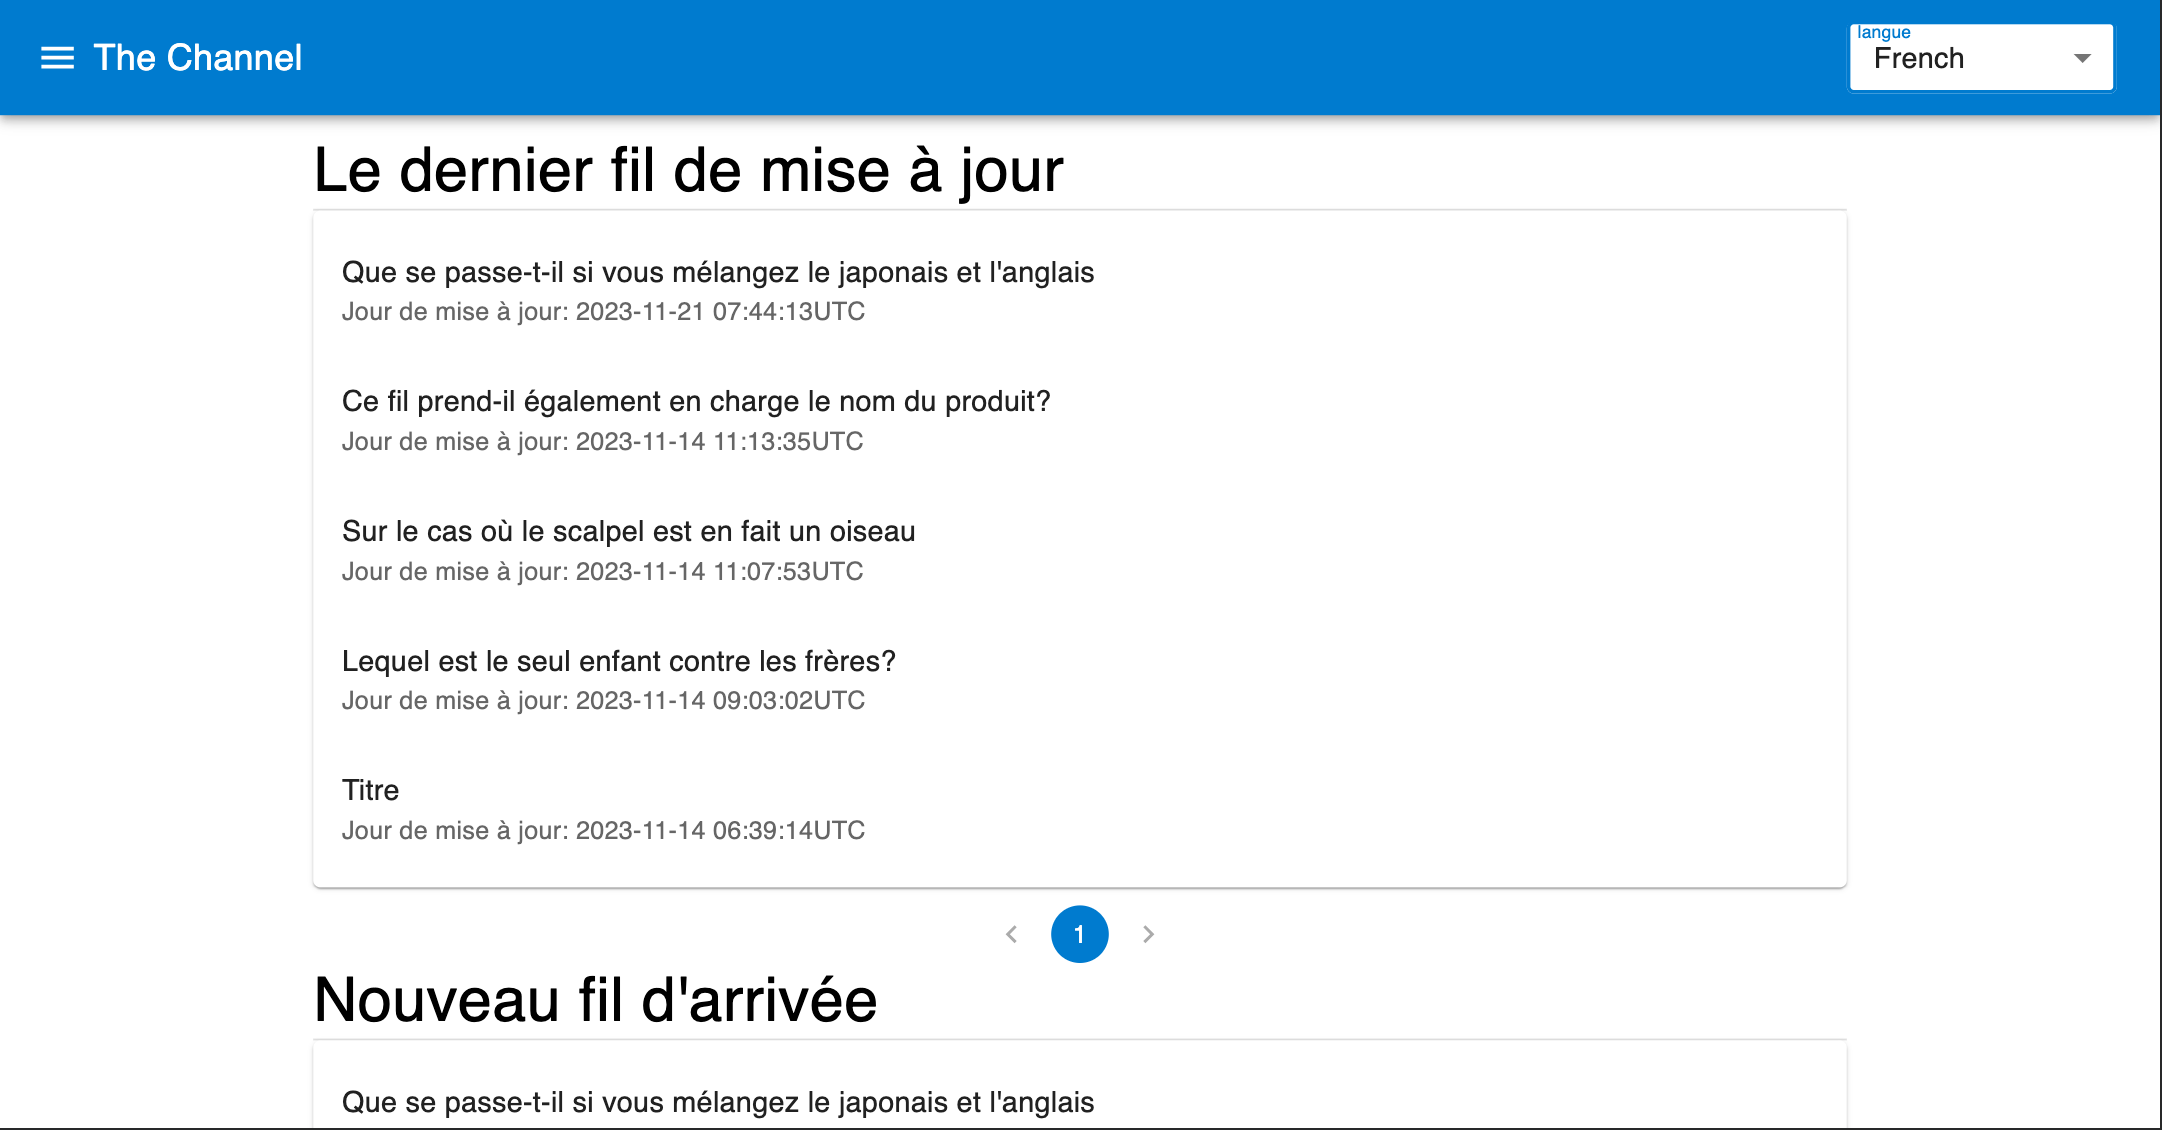 The Channel
langue
French
Le dernier fil de mise à jour
Que se passe-t-il si vous mélangez le japonais et l'anglais
Jour de mise à jour: 2023-11-21 07:44:13UTC
Ce fil prend-il également en charge le nom du produit?
Jour de mise à jour: 2023-11-14 11:13:35UTC
Sur le cas où le scalpel est en fait un oiseau
Jour de mise à jour: 2023-11-14 11:07:53UTC
Lequel est le seul enfant contre les frères?
Jour de mise à jour: 2023-11-14 09:03:02UTC
Titre
Jour de mise à jour: 2023-11-14 06:39:14UTC
1
Nouveau fil d'arrivée
Que se passe-t-il si vous mélangez le japonais et l'anglais